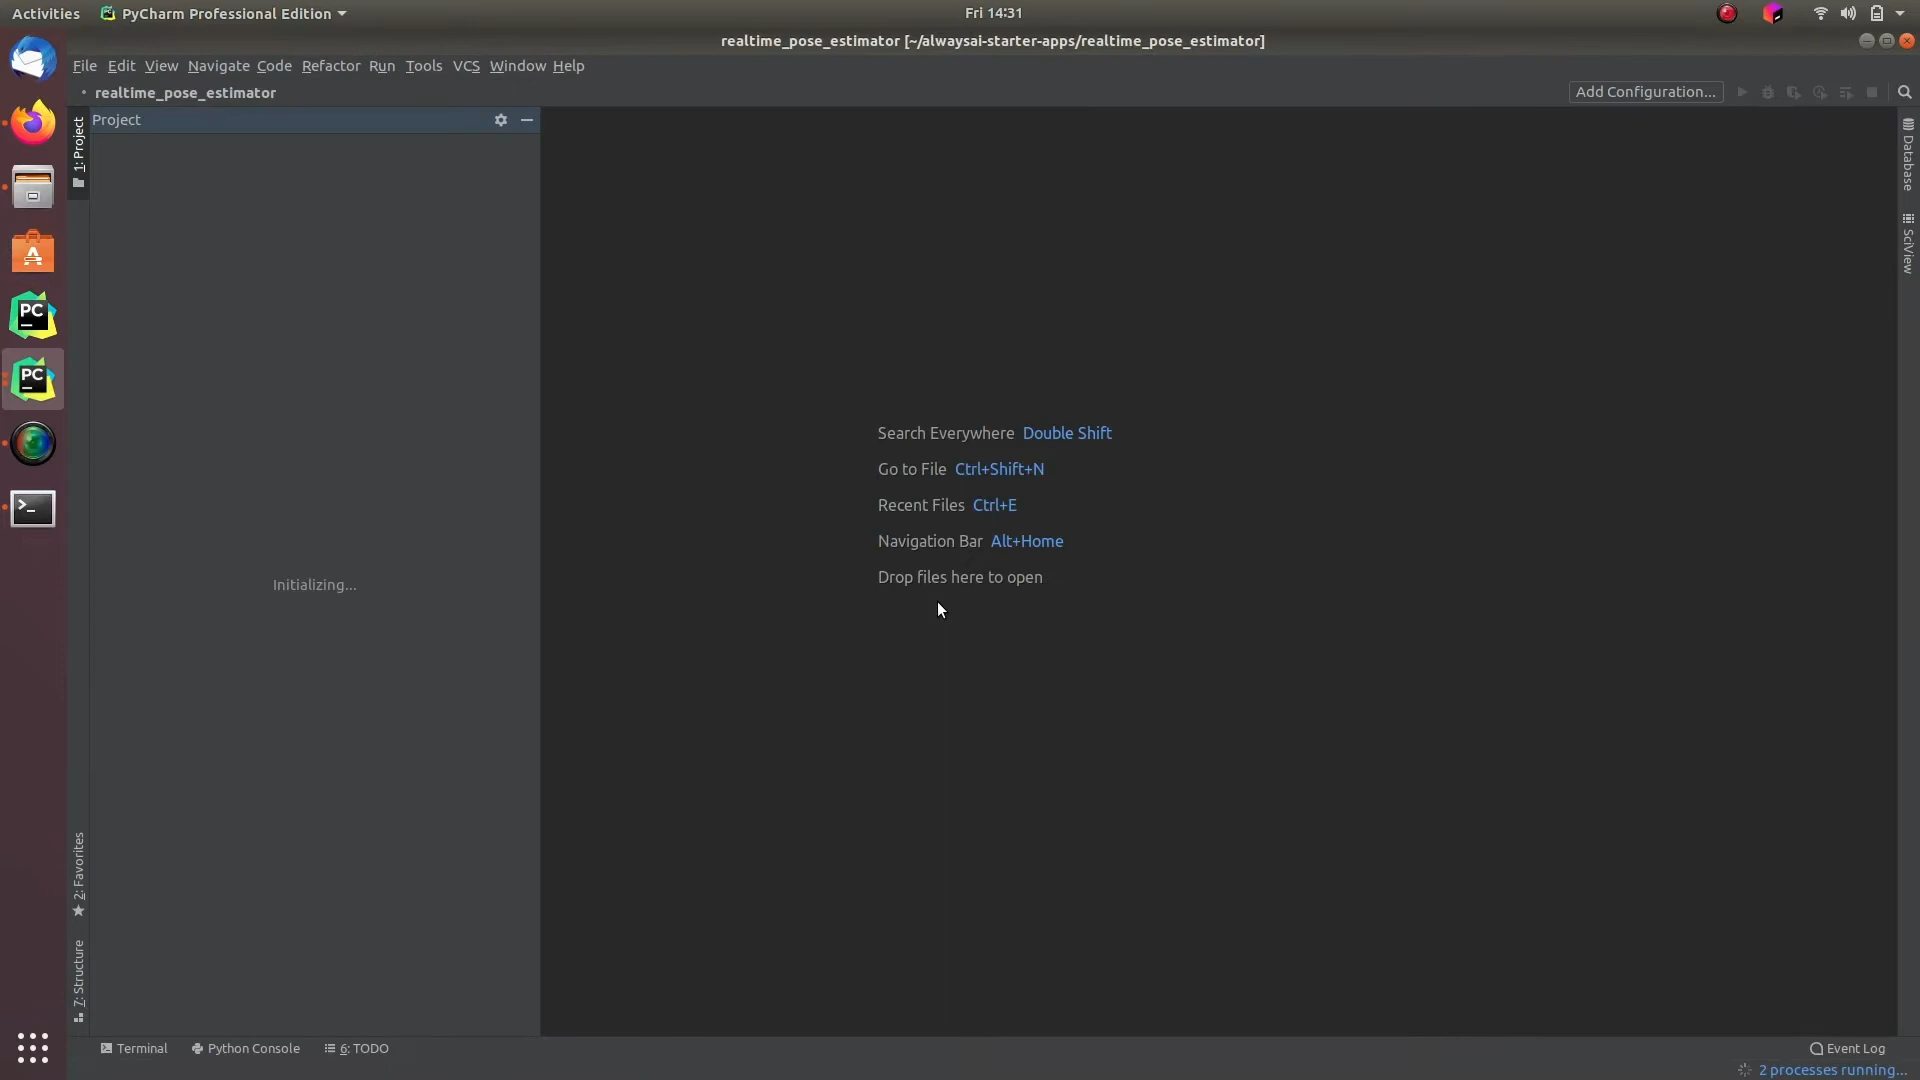 Activities PyCharm Professional Edition Fri 14:31
realtime_pose_estimator [~/alwaysai-starter-apps/realtime_pose_estimator]
File Edit View Navigate Code Refactor Run Tools VCS Window Help
realtime_pose_estimator Add Configuration...
Project
1: Project
Database
SciView
PC
PC
Search Everywhere Double Shift
Go to File Ctrl+Shift+N
Recent Files Ctrl+E
Navigation Bar Alt+Home
Drop files here to open
Initializing...
2: Favorites
7: Structure
Terminal Python Console 6: TODO Event Log
2 processes running...